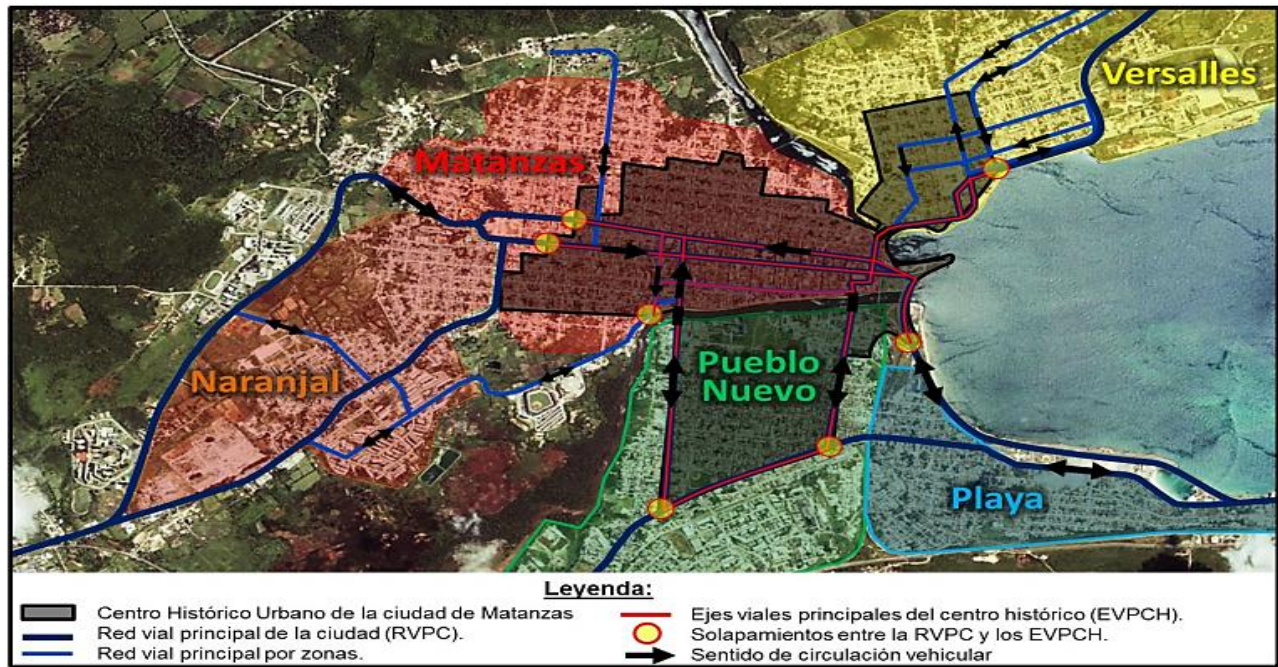 Versalles
Matanzas
Naranjal
Pueblo
Nuevo
Playa
Leyenda:
Centro Histórico Urbano de la ciudad de Matanzas
Red vial principal de la ciudad (RVPC).
Red vial principal por zonas.
Ejes viales principales del centro histórico (EVPCH).
Solapamientos entre la RVPC y los EVPCH.
Sentido de circulación vehicular